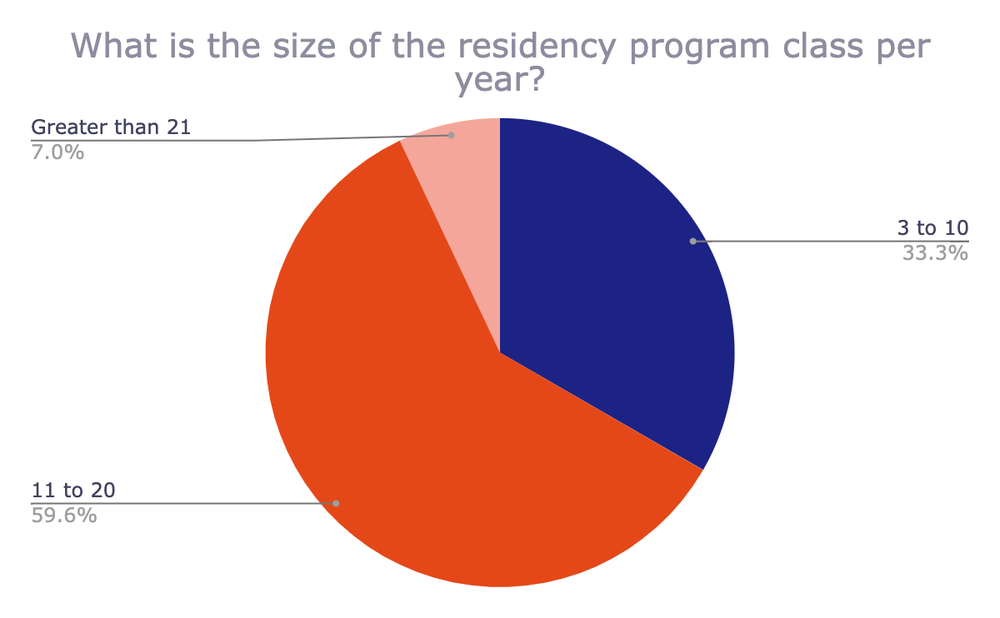 What is the size of the residency program class per
year?
Greater than 21
7.0%
3 to 10
33.3%
11 to 20
59.6%